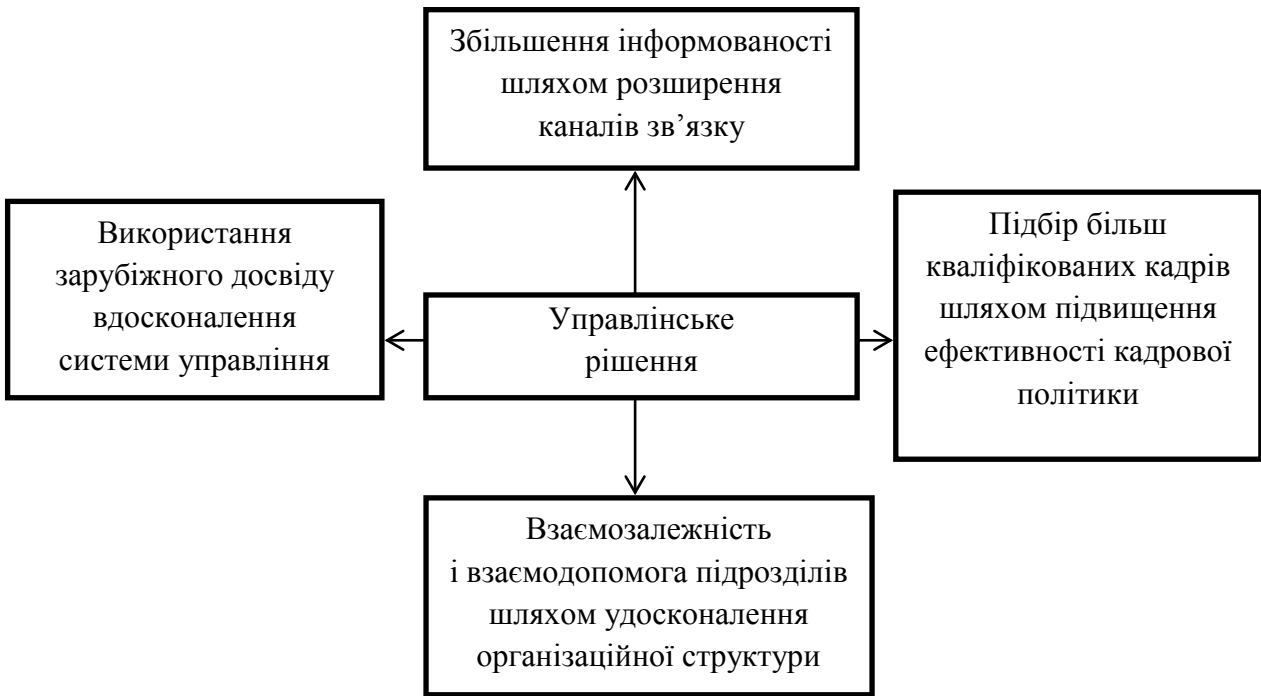 Збільшення інформованості
шляхом розширення
каналів зв’язку
Використання
зарубіжного досвіду
вдосконалення
системи управління
Управлінське
рішення
Підбір більш
кваліфікованих кадрів
шляхом підвищення
ефективності кадрової
політики
Взаємозалежність
і взаємодопомога підрозділів
шляхом удосконалення
організаційної структури